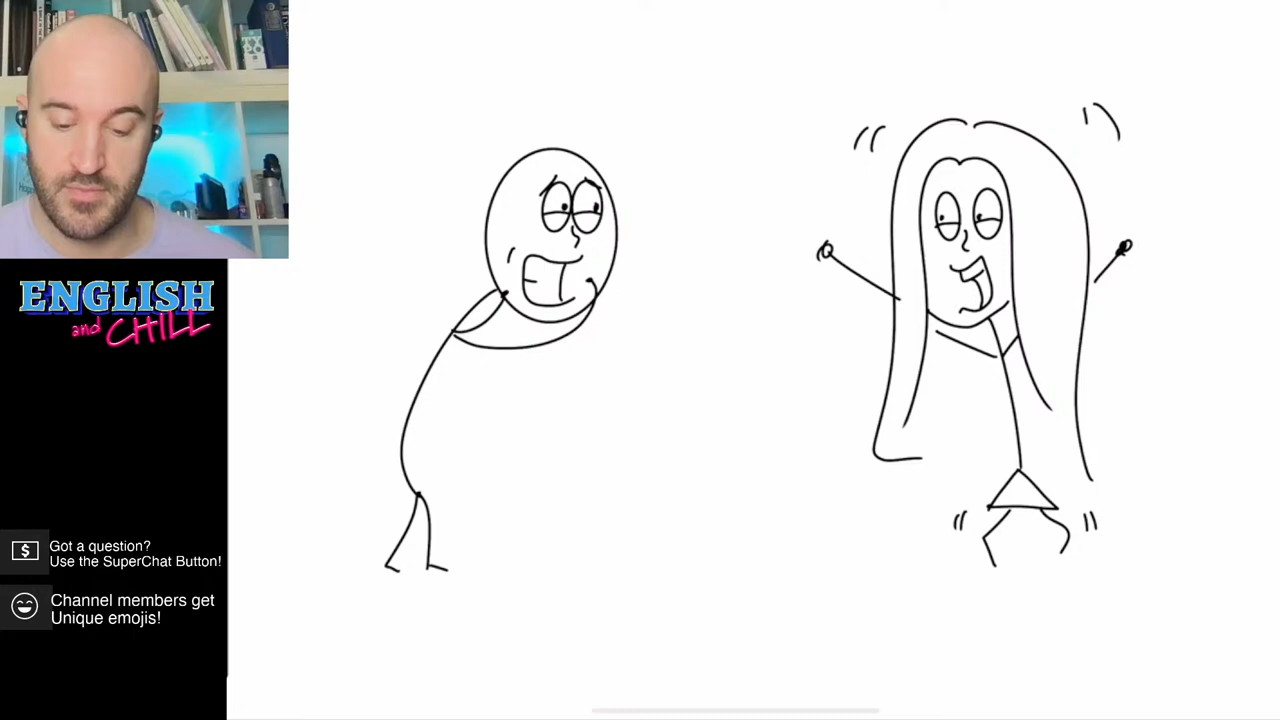 ENGLISH
and CHILL
Got a question?
Use the SuperChat Button!
Channel members get
Unique emojis!